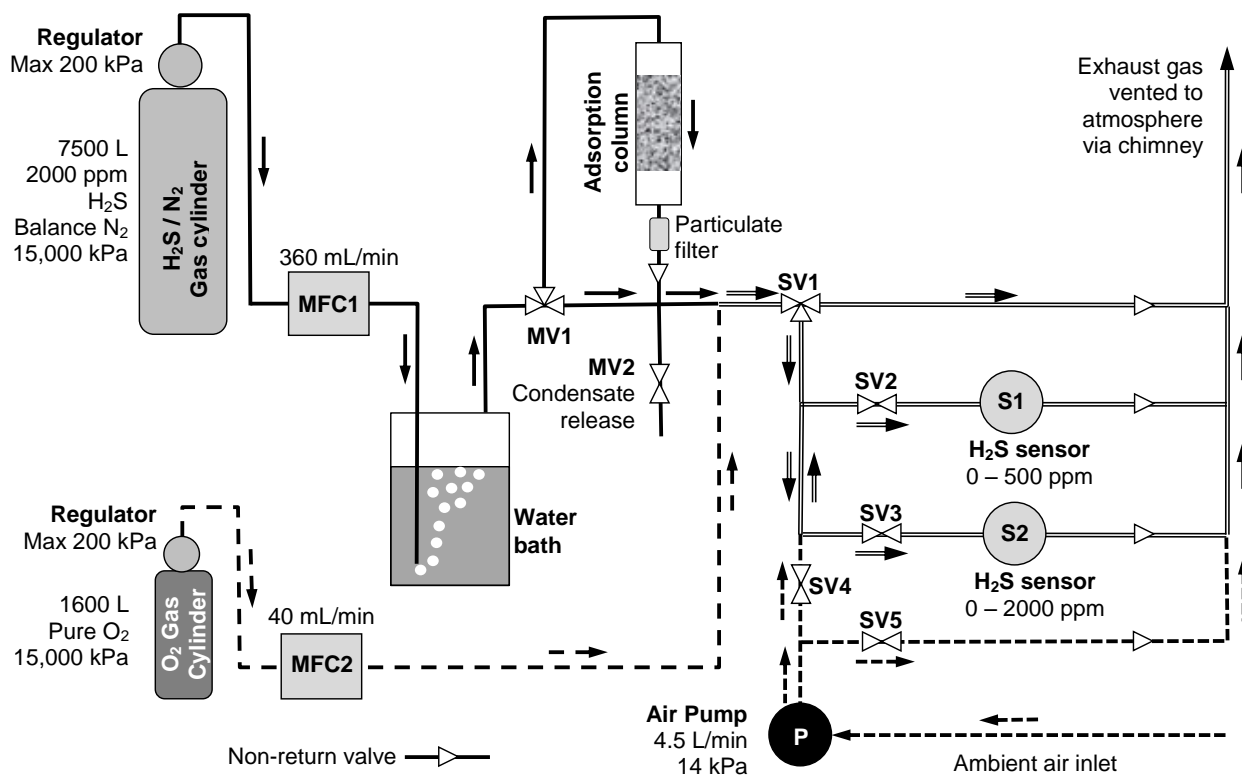 Regulator
Max 200 kPa
7500 L
2000 ppm
H₂S
Balance N₂
15,000 kPa
H₂S / N₂
Gas cylinder
360 mL/min
MFC1
Adsorption
column
Particulate
filter
MV1
MV2
Condensate
release
Water
bath
SV1
Exhaust gas
vented to
atmosphere
via chimney
SV2
S1
H₂S sensor
0 – 500 ppm
SV3
S2
H₂S sensor
0 – 2000 ppm
SV4
SV5
Regulator
Max 200 kPa
1600 L
Pure O₂
15,000 kPa
O₂ Gas
Cylinder
40 mL/min
MFC2
Air Pump
4.5 L/min
14 kPa
P
Ambient air inlet
Non-return valve